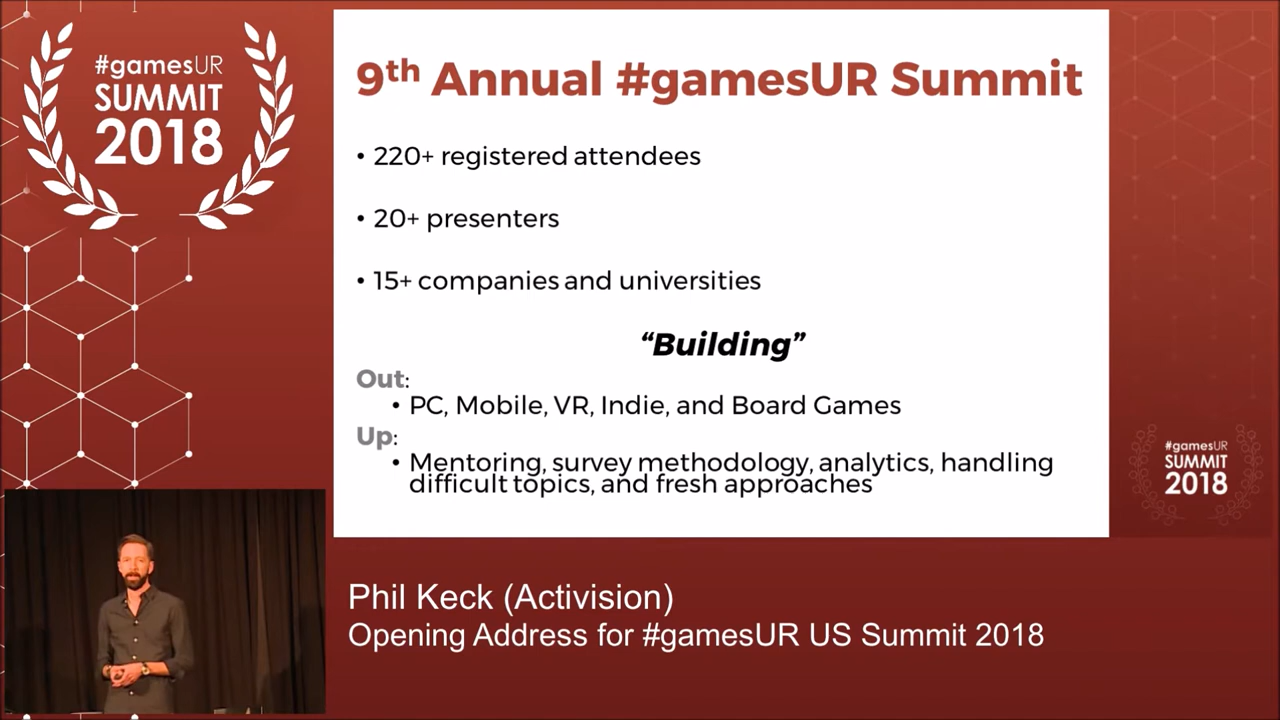 #gamesUR
SUMMIT
2018
9th Annual #gamesUR Summit
• 220+ registered attendees
• 20+ presenters
• 15+ companies and universities
“Building”
Out:
• PC, Mobile, VR, Indie, and Board Games
Up:
• Mentoring, survey methodology, analytics, handling
difficult topics, and fresh approaches
#gamesUR
SUMMIT
2018
Phil Keck (Activision)
Opening Address for #gamesUR US Summit 2018